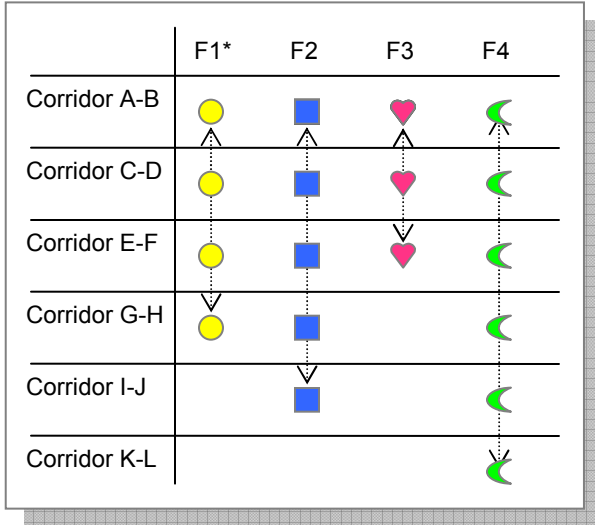 F1* F2 F3 F4
Corridor A-B
Corridor C-D
Corridor E-F
Corridor G-H
Corridor I-J
Corridor K-L